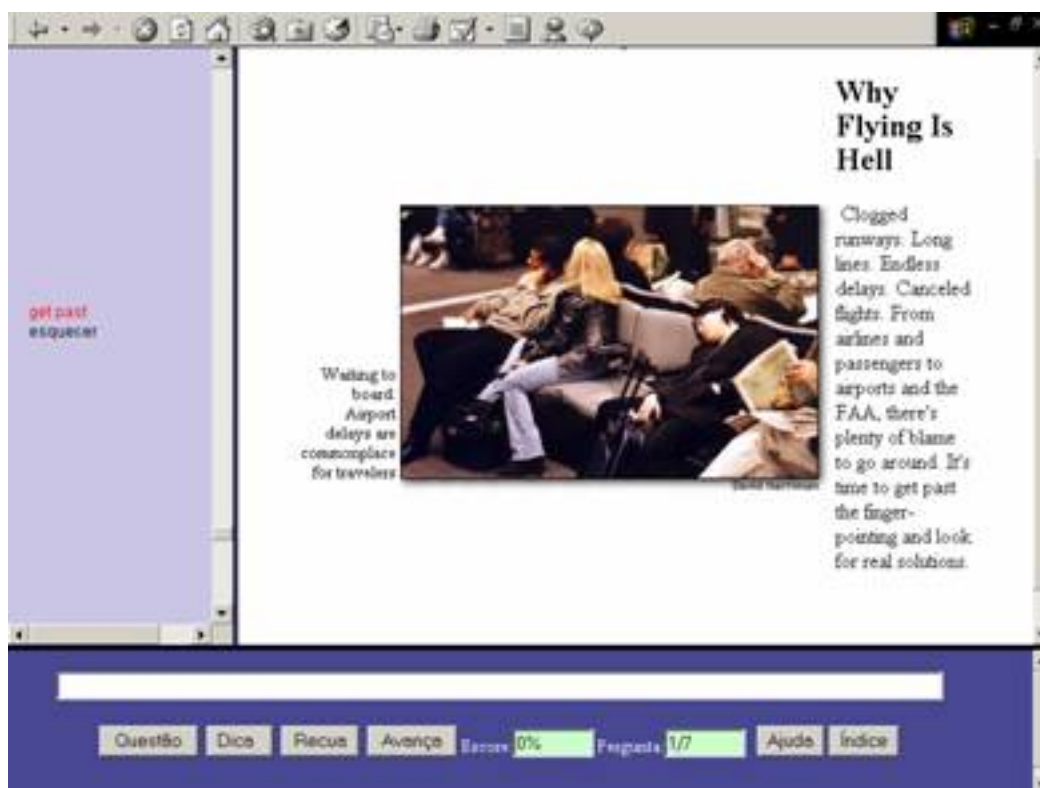 get past
esquecer
Why
Flying Is
Hell
Clogged
runways. Long
lines. Endless
delays. Canceled
flights. From
airlines and
passengers to
airports and the
FAA, there's
plenty of blame
to go around. It's
time to get past
the finger-
pointing and look
for real solutions.
Waiting to
board.
Airport
delays are
commonplace
for travelers
Questão Dica Recua Avança Escore 0% Pergunta 1/7 Ajuda Índice